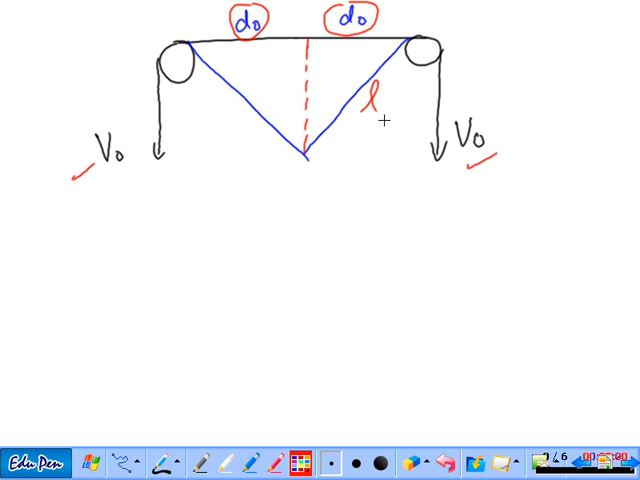 d₀ d₀
l
V₀ V₀
Edu Pen